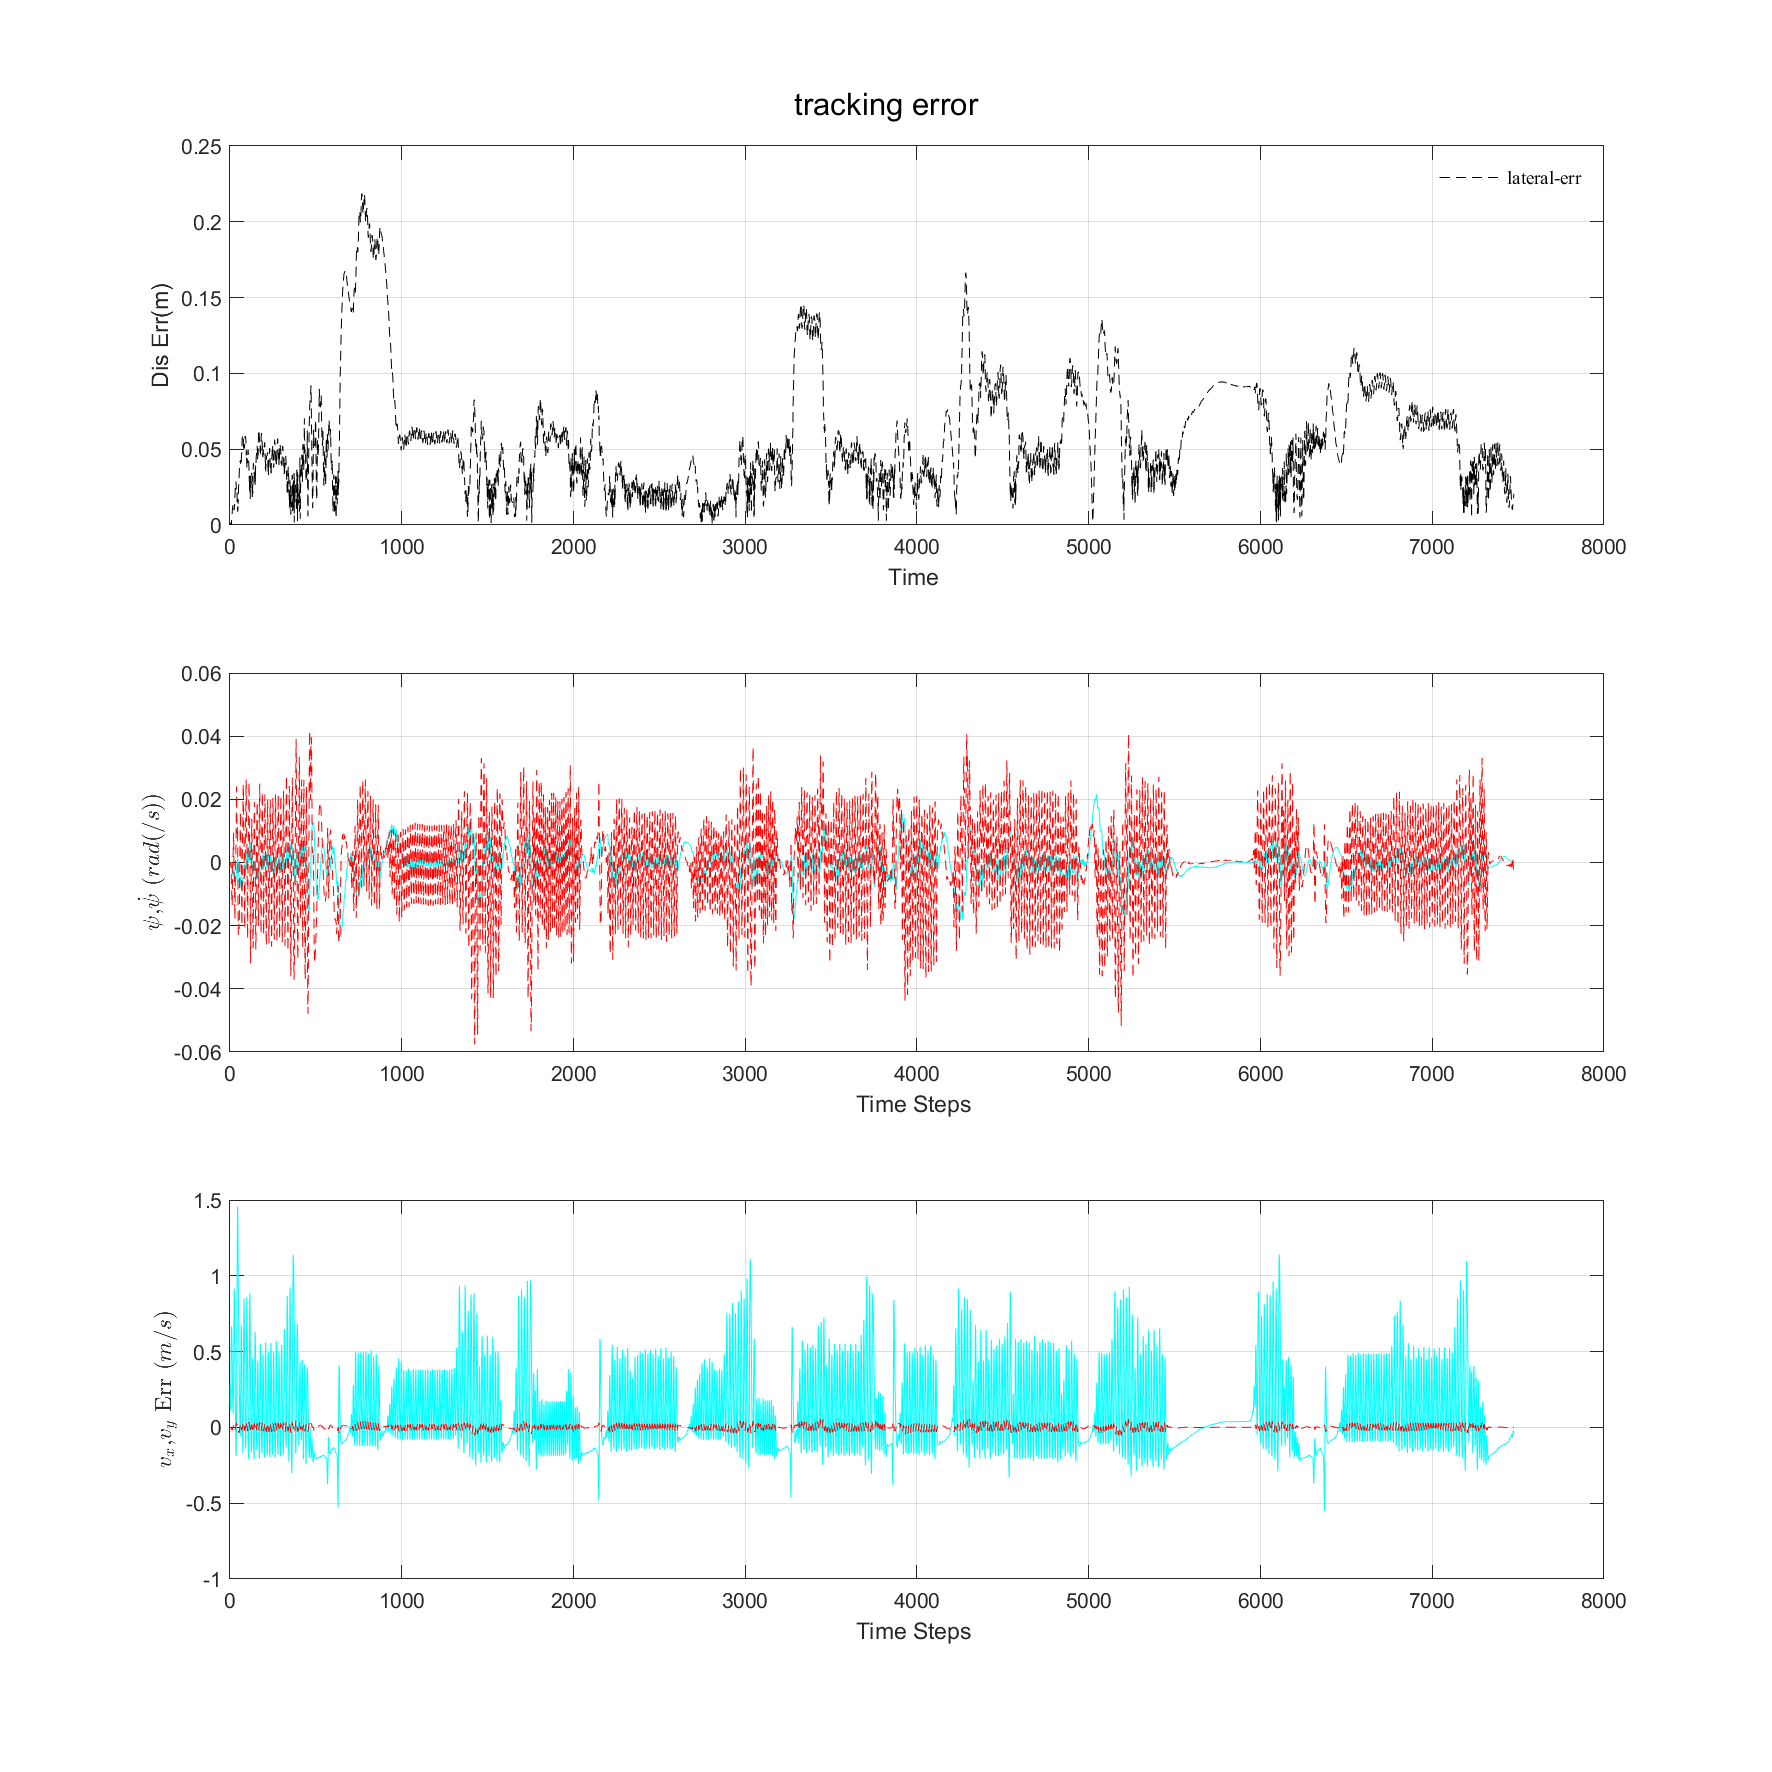 tracking error
0.25
0.2
0.15
0.1
0.05
0
Dis Err(m)
lateral-err
0 1000 2000 3000 4000 5000 6000 7000 8000
Time
0.06
0.04
0.02
0
-0.02
-0.04
-0.06
ψ,ψ̇ (rad(/s))
0 1000 2000 3000 4000 5000 6000 7000 8000
Time Steps
1.5
1
0.5
0
-0.5
-1
v_x,v_y Err (m/s)
0 1000 2000 3000 4000 5000 6000 7000 8000
Time Steps